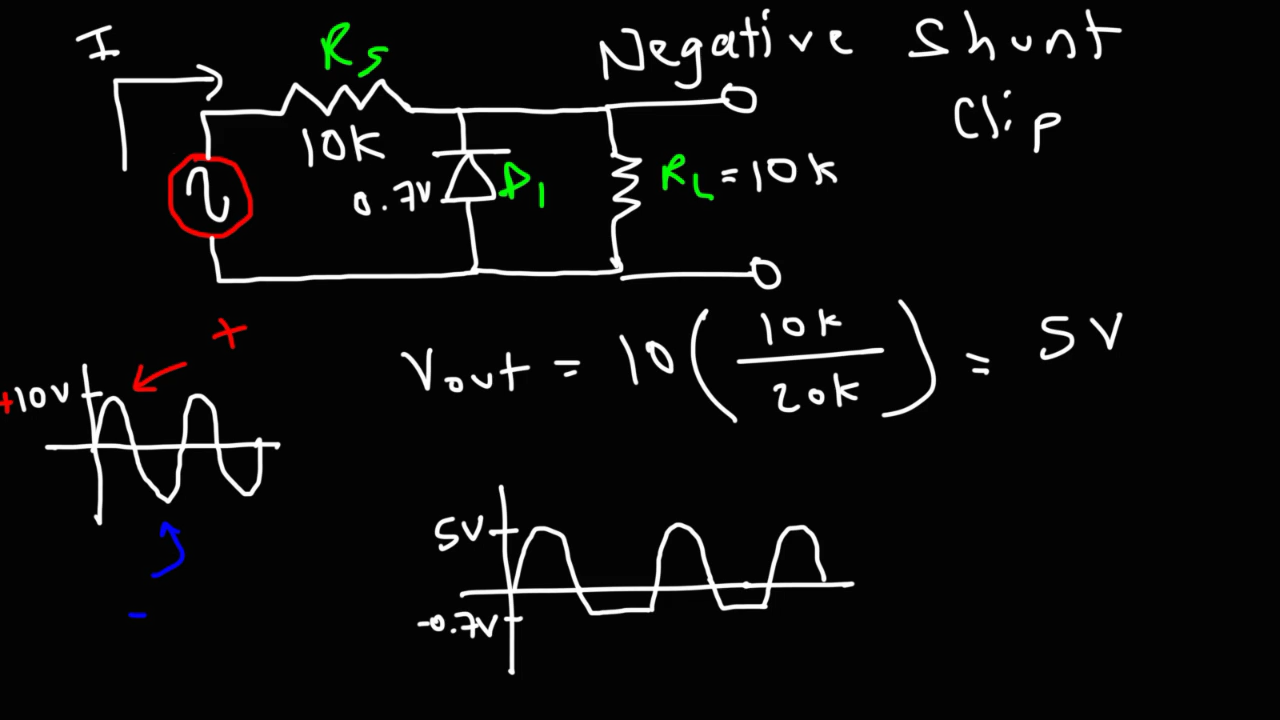 I
Rs
Negative Shunt
Clip
10K
0.7V
D1
RL = 10k
+
Vout = 10(10k/20k) = 5V
+10V
5V
-0.7V
-